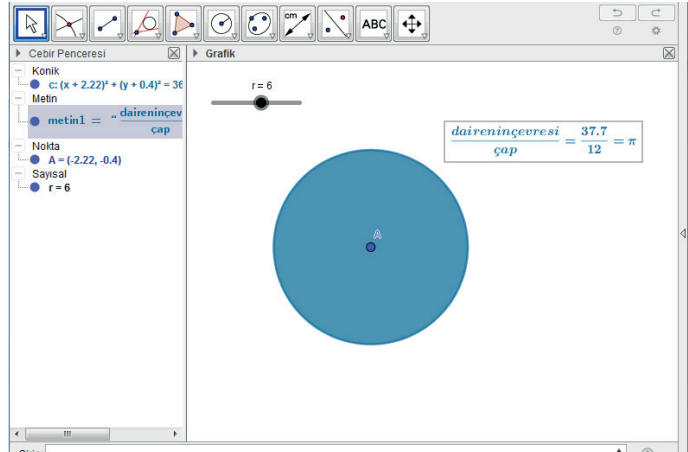 cm
ABC
Cebir Penceresi
Grafik
Konik
c: (x + 2.22)² + (y + 0.4)² = 36
Metin
metin1 = “ daireninçev
çap
Nokta
A = (-2.22, -0.4)
Sayısal
r = 6
r = 6
daireninçevresi / çap = 37.7 / 12 = π
A